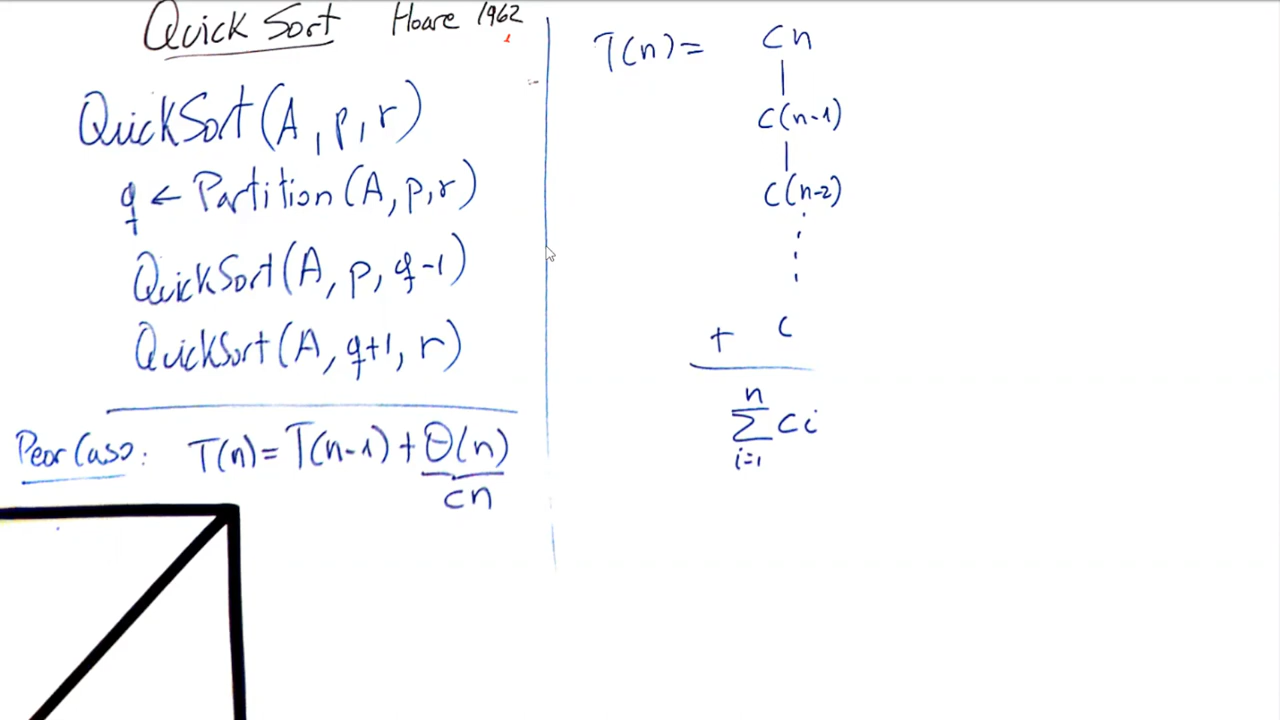 Quick Sort Hoare 1962
QuickSort(A, p, r)
q ← Partition(A, p, r)
QuickSort(A, p, q-1)
QuickSort(A, q+1, r)
Peor Caso: T(n) = T(n-1) + Θ(n)
cn
T(n) = cn
c(n-1)
c(n-2)
+ c
n
∑ ci
i=1